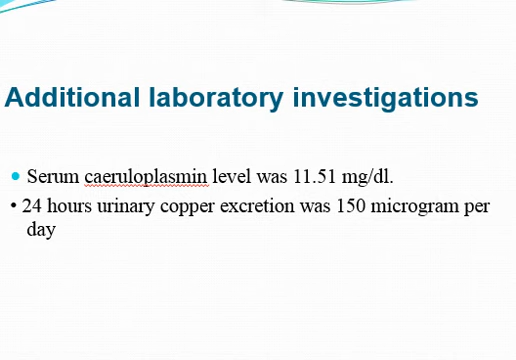 Additional laboratory investigations
• Serum caeruloplasmin level was 11.51 mg/dl.
• 24 hours urinary copper excretion was 150 microgram per
day